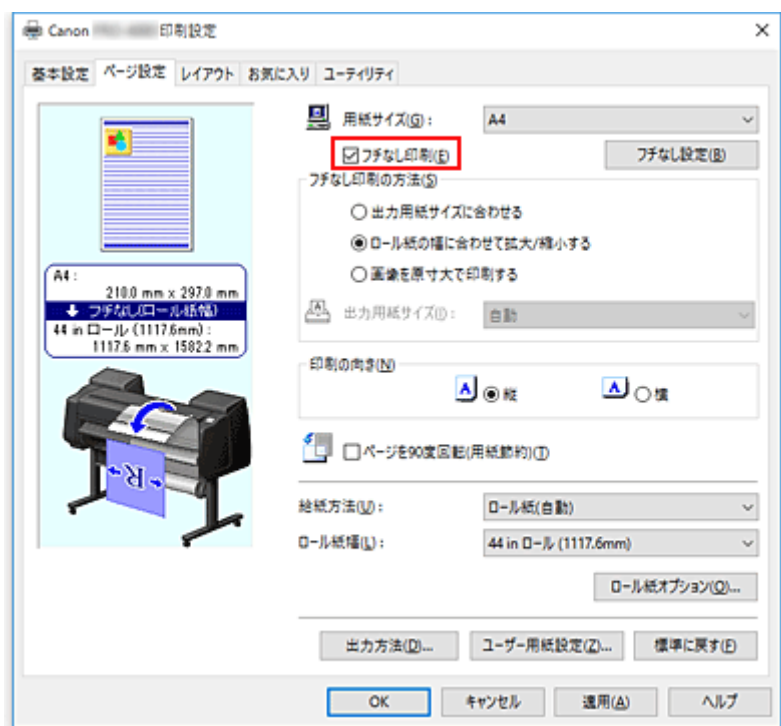 Canon 印刷設定
基本設定 ページ設定 レイアウト お気に入り ユーティリティ
用紙サイズ(G): A4
フチなし印刷(E) フチなし設定(B)
フチなし印刷の方法(S)
出力用紙サイズに合わせる
ロール紙の幅に合わせて拡大/縮小する
画像を原寸大で印刷する
出力用紙サイズ(I): 自動
A4:
210.0 mm x 297.0 mm
フチなし(ロール紙幅)
44 in ロール (1117.6mm):
1117.6 mm x 1582.2 mm
印刷の向き(N)
A 縦 A 横
R
ページを90度回転(用紙節約)(T)
給紙方法(U): ロール紙(自動)
ロール紙幅(L): 44 in ロール (1117.6mm)
ロール紙オプション(O)...
出力方法(D)... ユーザー用紙設定(Z)... 標準に戻す(F)
OK キャンセル 適用(A) ヘルプ